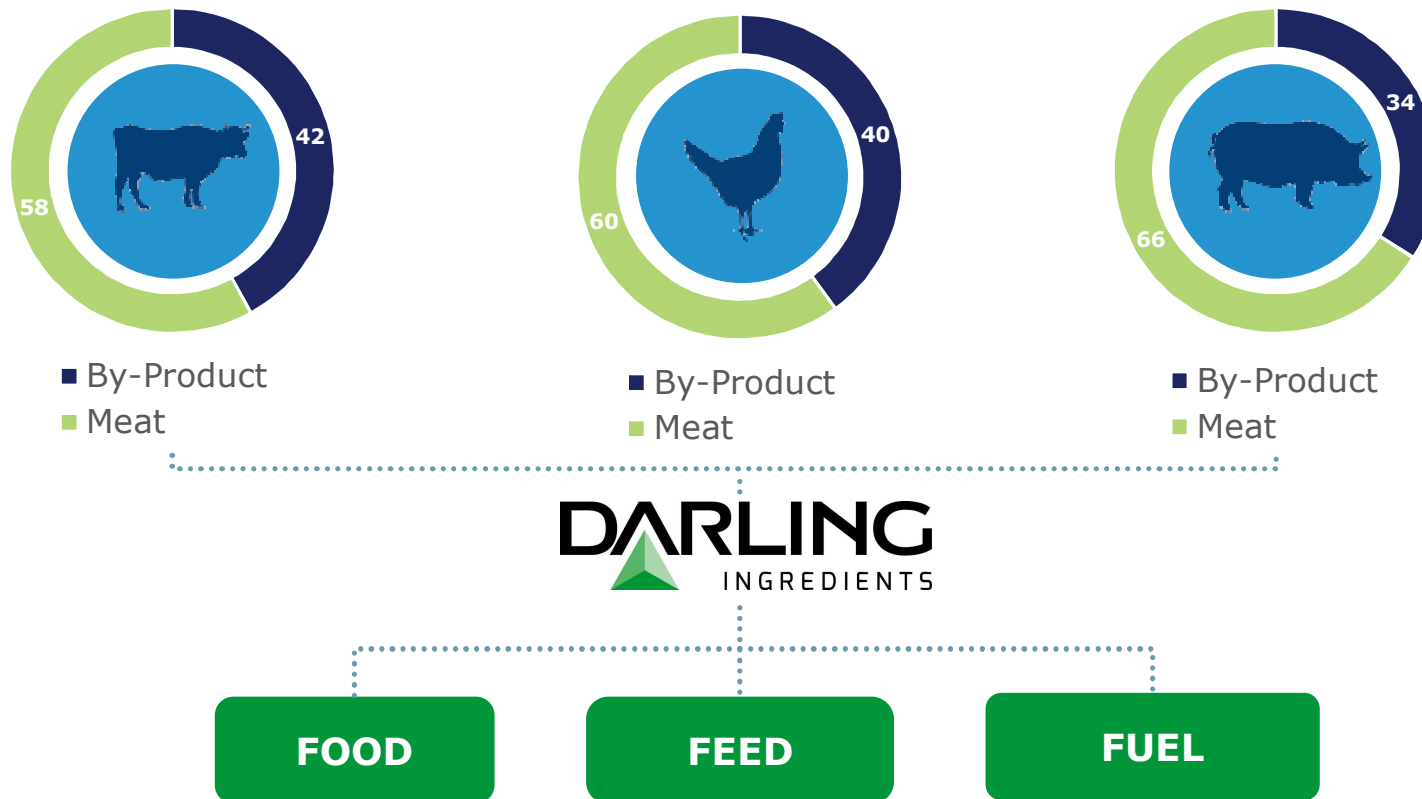 42
58
By-Product
Meat
40
60
By-Product
Meat
34
66
By-Product
Meat
DARLING
INGREDIENTS
FOOD
FEED
FUEL